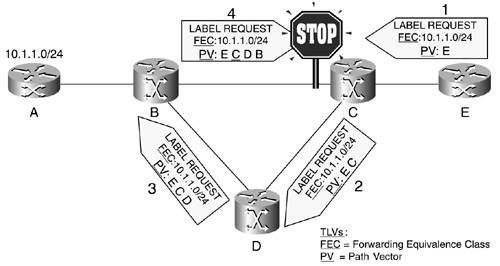 4
LABEL REQUEST
FEC:10.1.1.0/24
PV: E C D B
STOP
1
LABEL REQUEST
FEC:10.1.1.0/24
PV: E
10.1.1.0/24
A
B
C
E
3
LABEL REQUEST
FEC:10.1.1.0/24
PV: E C D
LABEL REQUEST
FEC:10.1.1.0/24
PV: E C
2
D
TLVs:
FEC = Forwarding Equivalence Class
PV = Path Vector